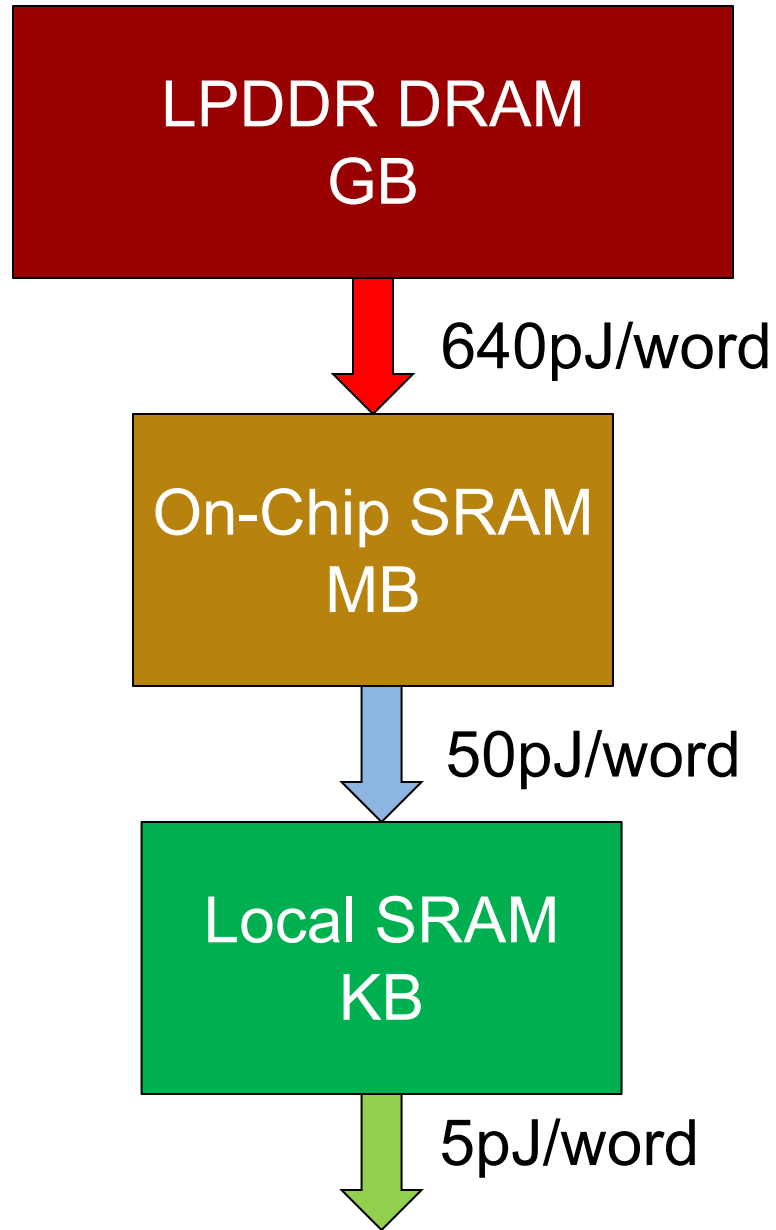 LPDDR DRAM
GB
640pJ/word
On-Chip SRAM
MB
50pJ/word
Local SRAM
KB
5pJ/word